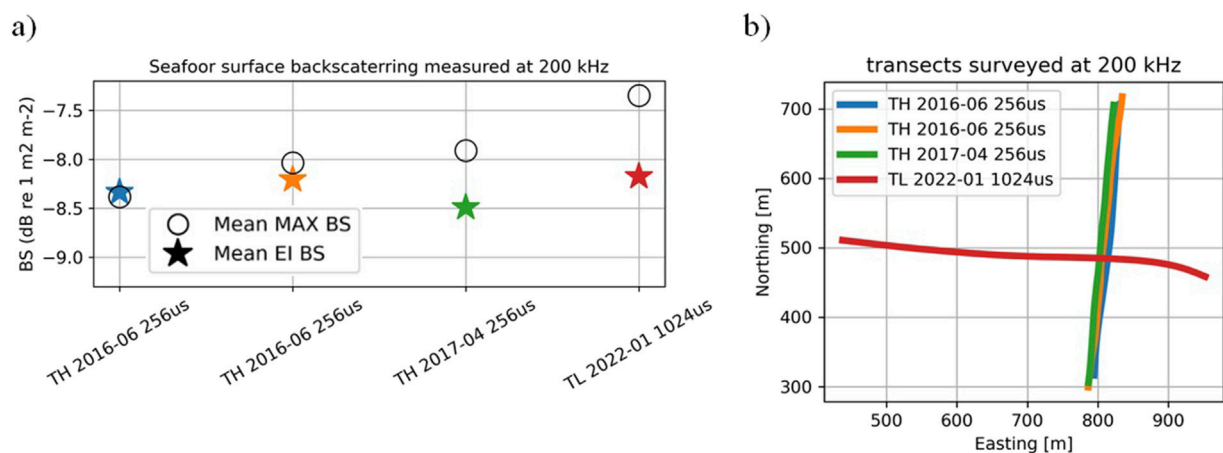 a)
Seafoor surface backscaterring measured at 200 kHz
BS (dB re 1 m2 m-2)
−7.5
−8.0
−8.5
−9.0
Mean MAX BS
Mean EI BS
TH 2016-06 256us
TH 2016-06 256us
TH 2017-04 256us
TL 2022-01 1024us
b)
transects surveyed at 200 kHz
Northing [m]
700
600
500
400
300
TH 2016-06 256us
TH 2016-06 256us
TH 2017-04 256us
TL 2022-01 1024us
500 600 700 800 900
Easting [m]